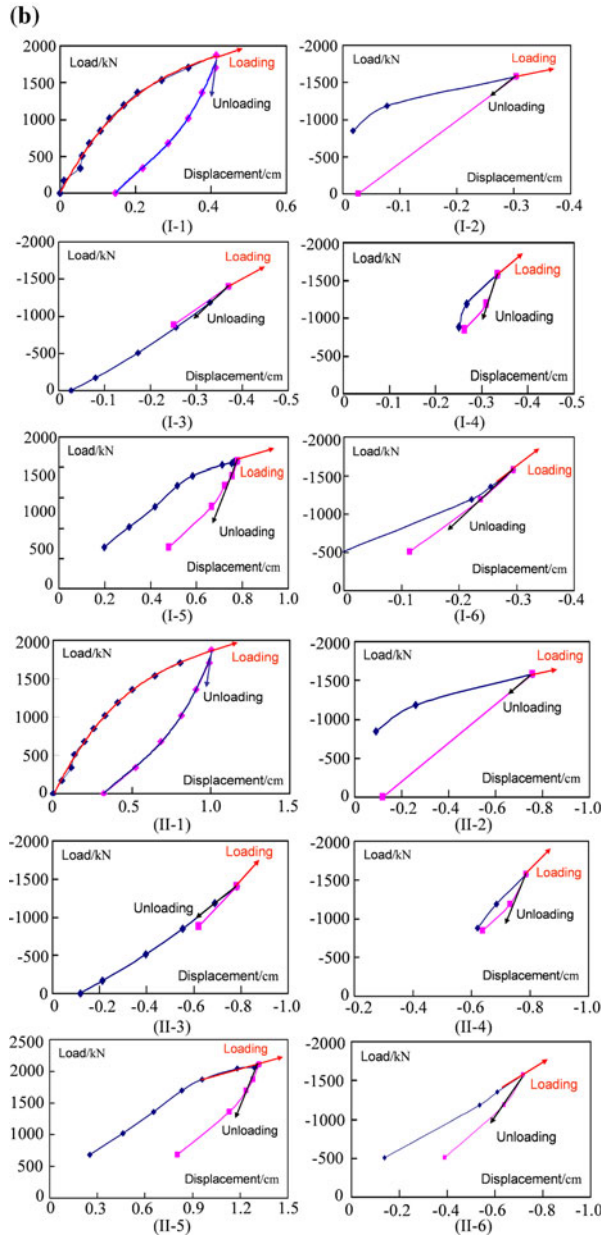 (b)
2000
1500
1000
500
0
Load/kN
Loading
Unloading
Displacement/cm
0 0.2 0.4 0.6
(I-1)
-2000
-1500
-1000
-500
0
Load/kN
Loading
Unloading
Displacement/cm
0 -0.1 -0.2 -0.3 -0.4
(I-2)
-2000
-1500
-1000
-500
0
Load/kN
Loading
Unloading
Displacement/cm
0 -0.1 -0.2 -0.3 -0.4 -0.5
(I-3)
-2000
-1500
-1000
-500
0
Load/kN
Loading
Unloading
Displacement/cm
0 -0.1 -0.2 -0.3 -0.4 -0.5
(I-4)
2000
1500
1000
500
0
Load/kN
Loading
Unloading
Displacement/cm
0 0.2 0.4 0.6 0.8 1.0
(I-5)
-2000
-1500
-1000
-500
0
Load/kN
Loading
Unloading
Displacement/cm
0 -0.1 -0.2 -0.3 -0.4
(I-6)
2000
1500
1000
500
0
Load/kN
Loading
Unloading
Displacement/cm
0 0.5 1.0 1.5
(II-1)
-2000
-1500
-1000
-500
0
Load/kN
Loading
Unloading
Displacement/cm
0 -0.2 -0.4 -0.6 -0.8 -1.0
(II-2)
-2000
-1500
-1000
-500
0
Load/kN
Loading
Unloading
Displacement/cm
0 -0.2 -0.4 -0.6 -0.8 -1.0
(II-3)
-2000
-1500
-1000
-500
0
Load/kN
Loading
Unloading
Displacement/cm
-0.2 -0.4 -0.6 -0.8 -1.0
(II-4)
2500
2000
1500
1000
500
0
Load/kN
Loading
Unloading
Displacement/cm
0 0.3 0.6 0.9 1.2 1.5
(II-5)
-2000
-1500
-1000
-500
0
Load/kN
Loading
Unloading
Displacement/cm
0 -0.2 -0.4 -0.6 -0.8 -1.0
(II-6)